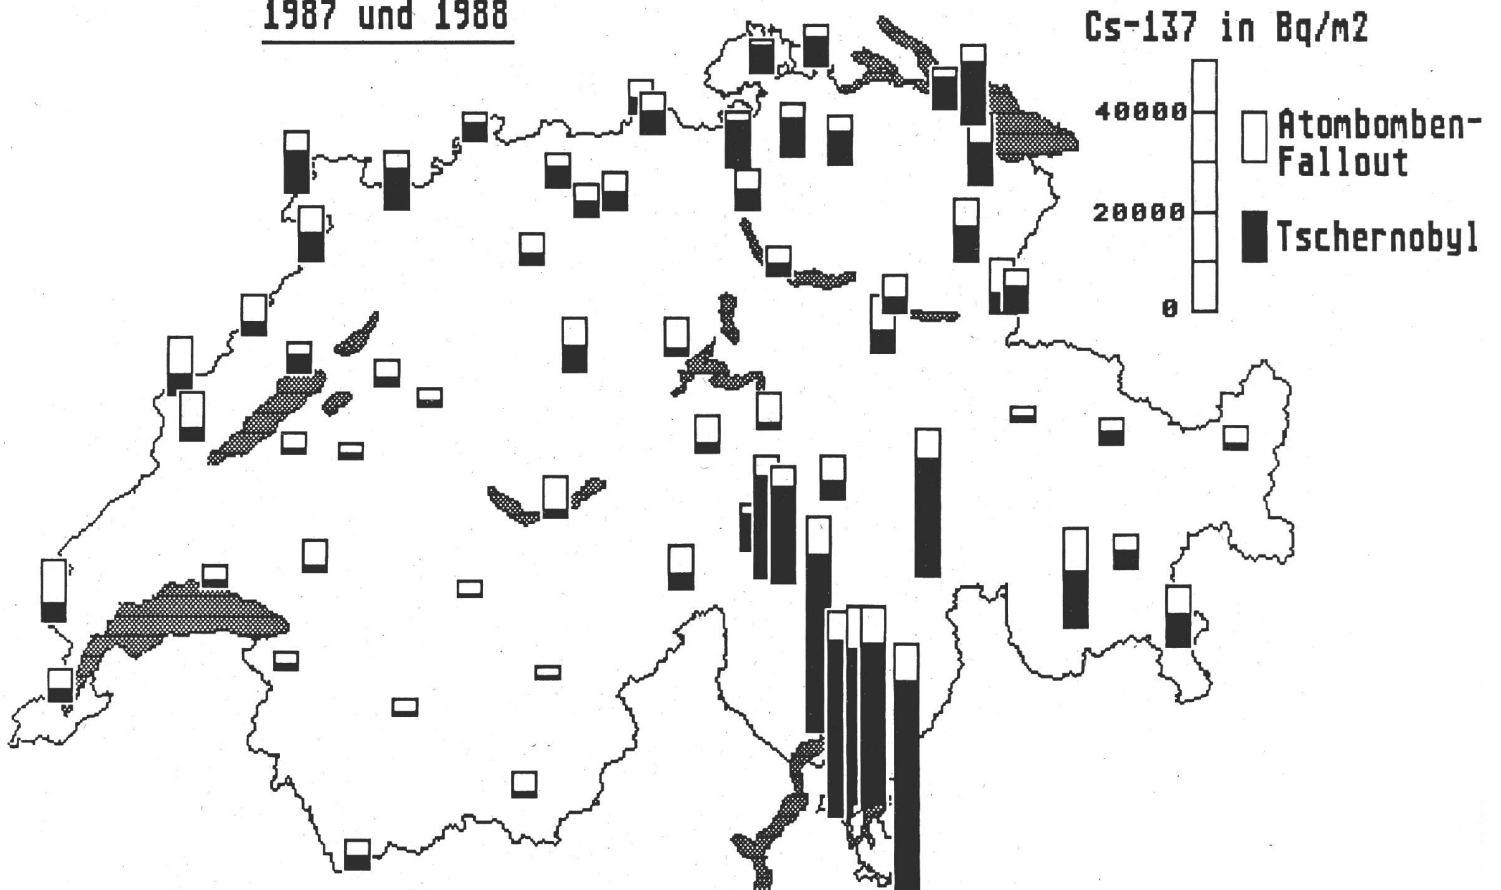 1987 und 1988
Cs-137 in Bq/m2
40000
20000
0
Atombomben-
Fallout
Tschernobyl